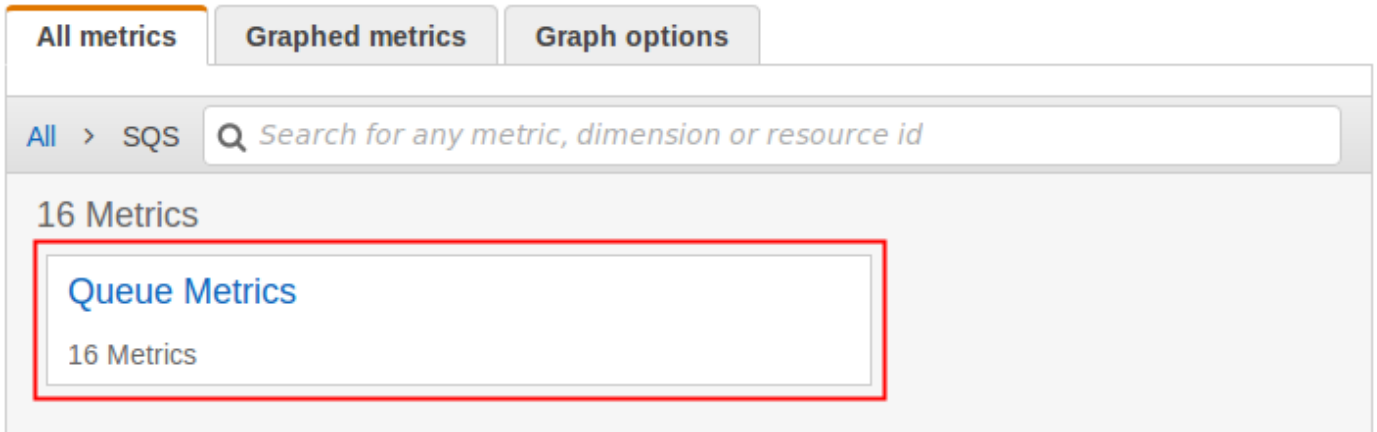 All metrics Graphed metrics Graph options
All > SQS Search for any metric, dimension or resource id
16 Metrics
Queue Metrics
16 Metrics